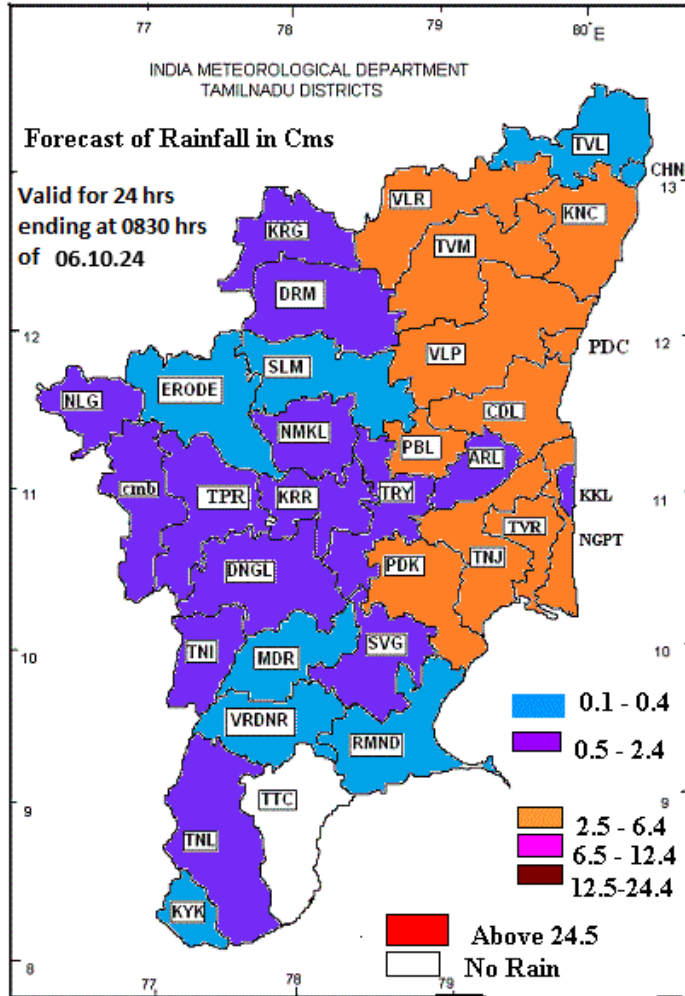 77 78 79 80° E
INDIA METEOROLOGICAL DEPARTMENT
TAMILNADU DISTRICTS
Forecast of Rainfall in Cms
Valid for 24 hrs
ending at 0830 hrs
of 06.10.24
TVL
CHN
13
VLR
KNC
KRG
TVM
DRM
12
12
PDC
VLP
SLM
ERODE
NLG
CDL
NMKL
PBL
ARL
11
cmb
TPR
KRR
TRY
KKL
11
TYR
NGPT
DNGL
PDK
TNJ
10
TNI
MDR
SVG
10
VRDNR
RMND
0.1 - 0.4
0.5 - 2.4
9
TTC
9
TNL
2.5 - 6.4
6.5 - 12.4
12.5-24.4
KYK
Above 24.5
No Rain
8
77 78 79